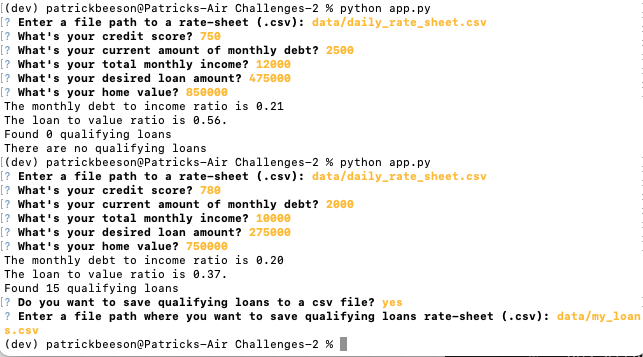 [(dev) patrickbeeson@Patricks-Air Challenges-2 % python app.py
[? Enter a file path to a rate-sheet (.csv): data/daily_rate_sheet.csv
[? What's your credit score? 750
[? What's your current amount of monthly debt? 2500
[? What's your total monthly income? 12000
[? What's your desired loan amount? 475000
[? What's your home value? 850000
The monthly debt to income ratio is 0.21
The loan to value ratio is 0.56.
Found 0 qualifying loans
There are no qualifying loans
[(dev) patrickbeeson@Patricks-Air Challenges-2 % python app.py
[? Enter a file path to a rate-sheet (.csv): data/daily_rate_sheet.csv
[? What's your credit score? 780
[? What's your current amount of monthly debt? 2000
[? What's your total monthly income? 10000
[? What's your desired loan amount? 275000
[? What's your home value? 750000
The monthly debt to income ratio is 0.20
The loan to value ratio is 0.37.
Found 15 qualifying loans
[? Do you want to save qualifying loans to a csv file? yes
? Enter a file path where you want to save qualifying loans rate-sheet (.csv): data/my_loan
s.csv
(dev) patrickbeeson@Patricks-Air Challenges-2 %